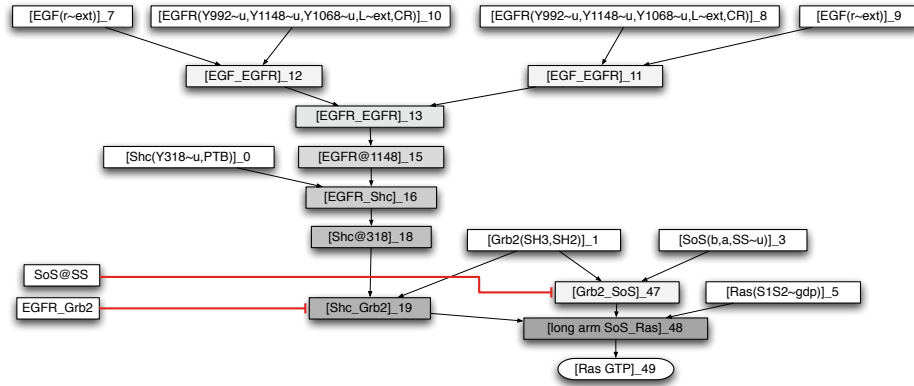 [EGF(r~ext)]_7
[EGFR(Y992~u,Y1148~u,Y1068~u,L~ext,CR)]_10
[EGFR(Y992~u,Y1148~u,Y1068~u,L~ext,CR)]_8
[EGF(r~ext)]_9
[EGF_EGFR]_12
[EGF_EGFR]_11
[EGFR_EGFR]_13
[Shc(Y318~u,PTB)]_0
[EGFR@1148]_15
[EGFR_Shc]_16
[Shc@318]_18
[Grb2(SH3,SH2)]_1
[SoS(b,a,SS~u)]_3
SoS@SS
[Grb2_SoS]_47
[Ras(S1S2~gdp)]_5
EGFR_Grb2
[Shc_Grb2]_19
[long arm SoS_Ras]_48
[Ras GTP]_49